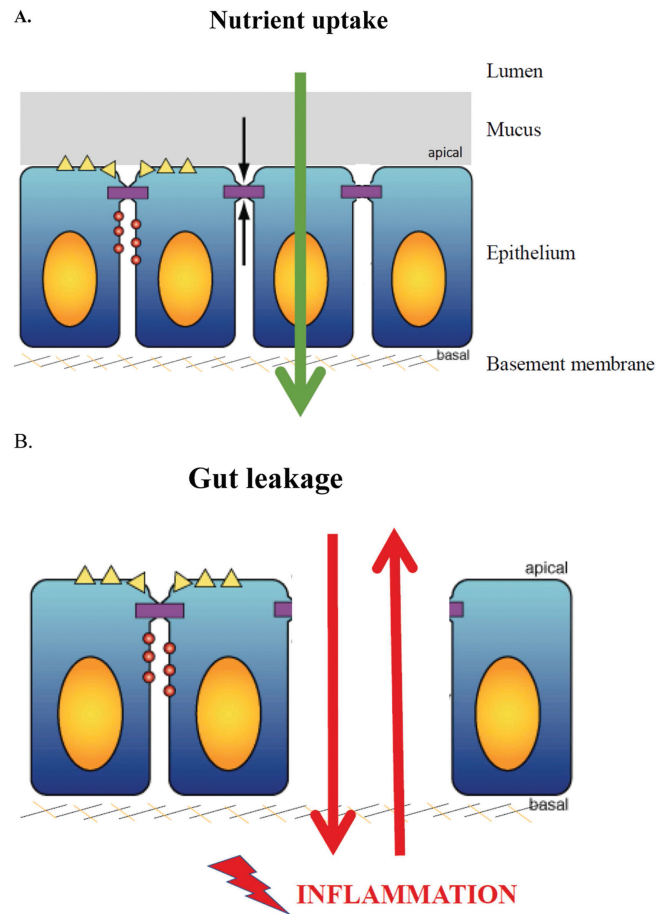 A.
Nutrient uptake
Lumen
Mucus
apical
Epithelium
basal
Basement membrane
B.
Gut leakage
apical
basal
INFLAMMATION